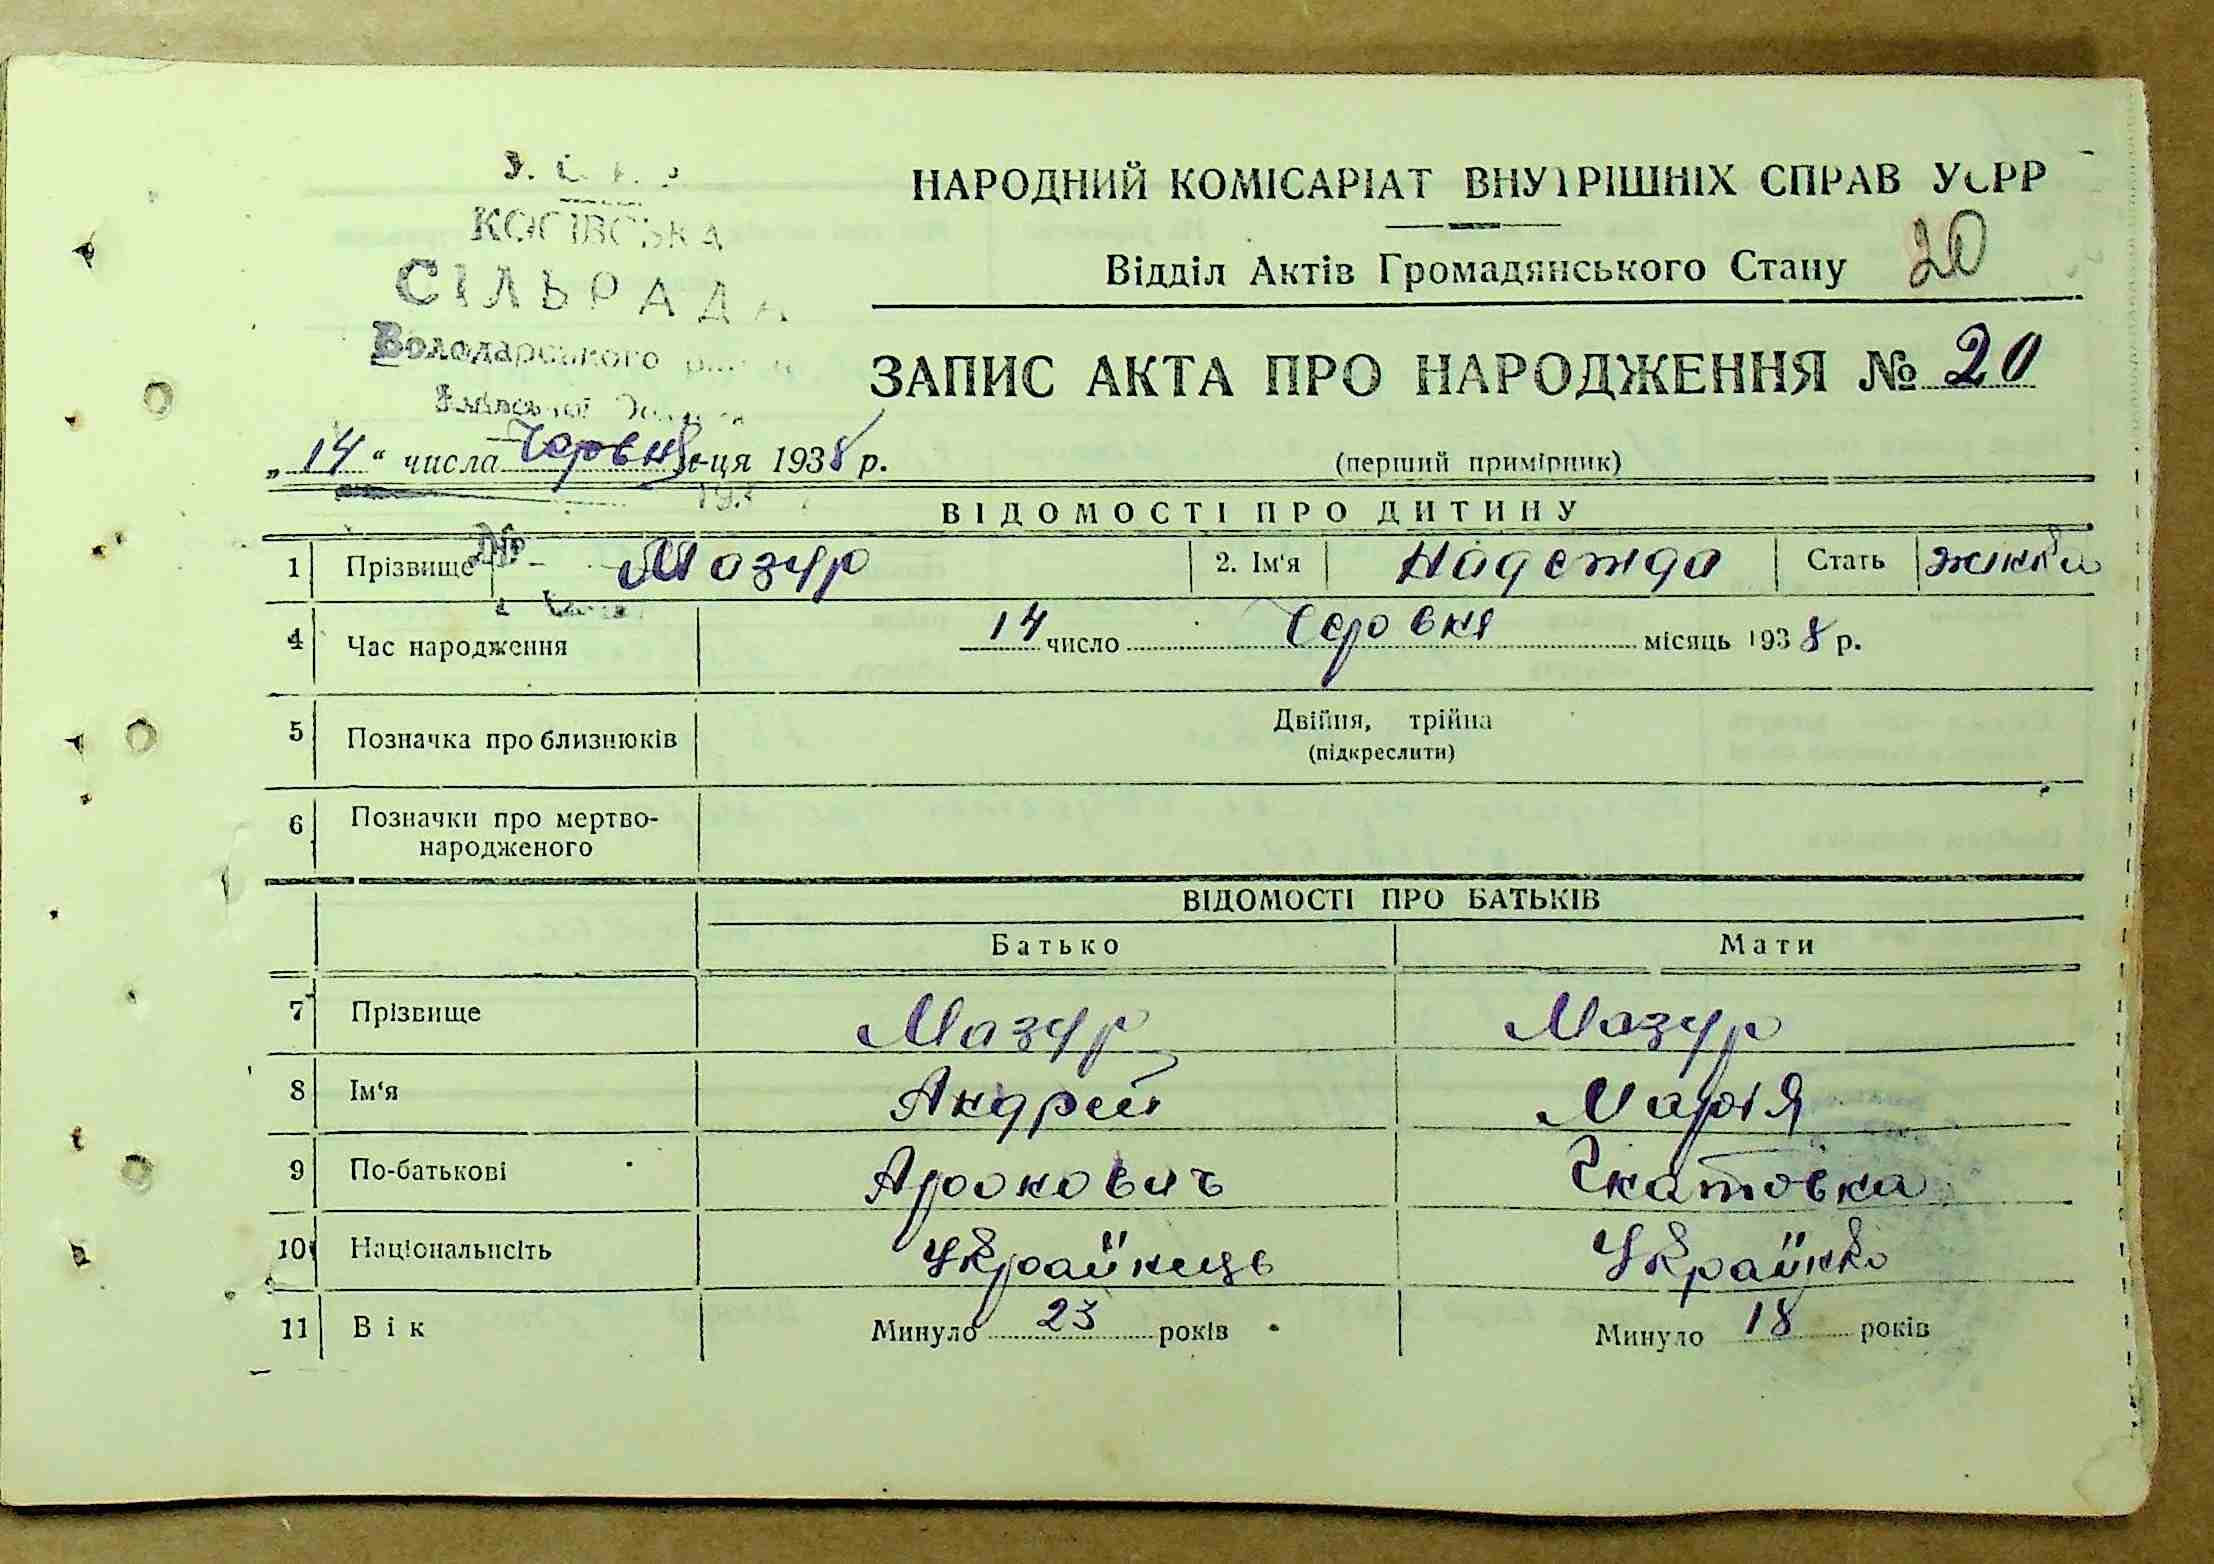 КОСІВСЬКА
СІЛЬРАДА
Володарського
НАРОДНИЙ КОМІСАРІАТ ВНУТРІШНІХ СПРАВ УСРР
Відділ Актів Громадянського Стану 20
ЗАПИС АКТА ПРО НАРОДЖЕННЯ № 20
„14“ числа Червня м-ця 1938 р.
(перший примірник)
ВІДОМОСТІ ПРО ДИТИНУ
1 Прізвище Мазур 2. Ім'я Надежда Стать жінка
4 Час народження 14 число Червня місяць 1938 р.
5 Позначка про близнюків Двійня, трійна
(підкреслити)
6 Позначки про мертво-
народженого
ВІДОМОСТІ ПРО БАТЬКІВ
Батько Мати
7 Прізвище Мазур Мазур
8 Ім'я Андрей Марія
9 По-батькові
10 Національність Українець Українка
11 Вік Минуло 23 років Минуло 18 років